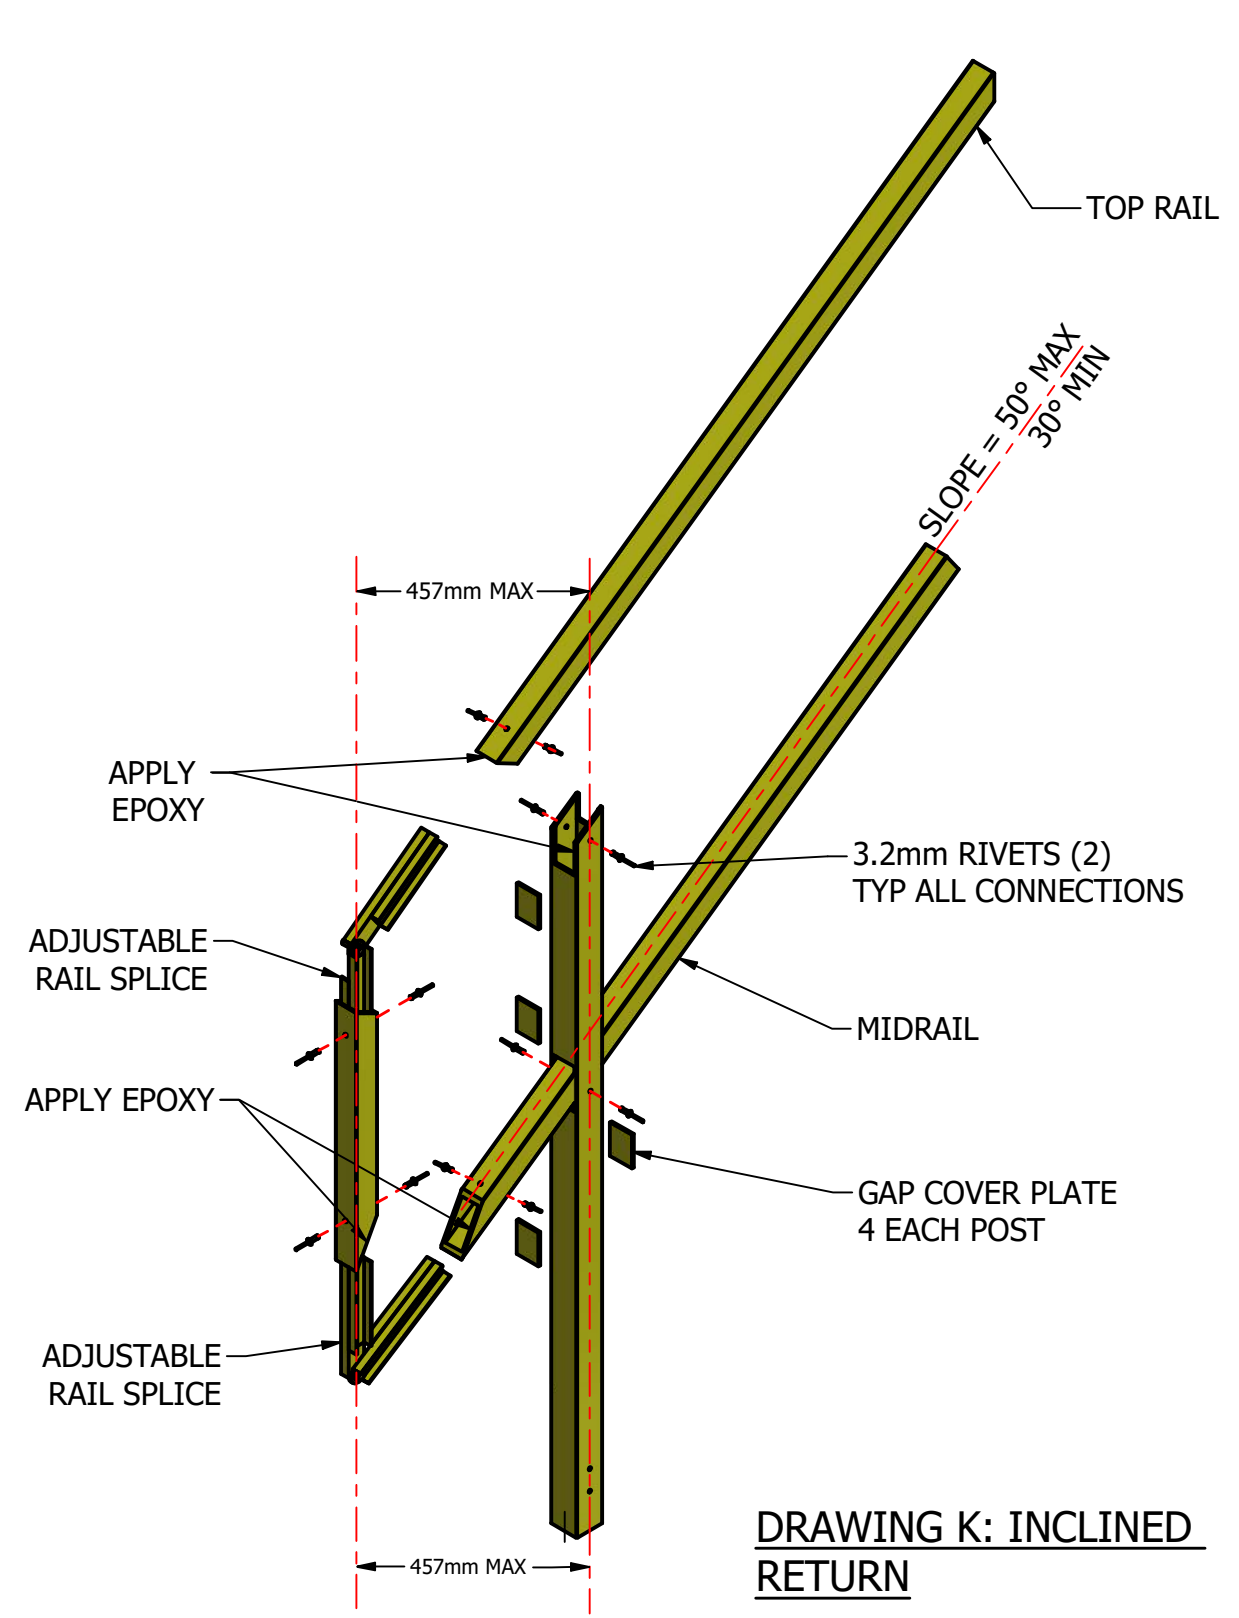 TOP RAIL
SLOPE = 50° MAX
30° MIN
457mm MAX
APPLY
EPOXY
3.2mm RIVETS (2)
TYP ALL CONNECTIONS
ADJUSTABLE
RAIL SPLICE
MIDRAIL
APPLY EPOXY
GAP COVER PLATE
4 EACH POST
ADJUSTABLE
RAIL SPLICE
457mm MAX
DRAWING K: INCLINED
RETURN